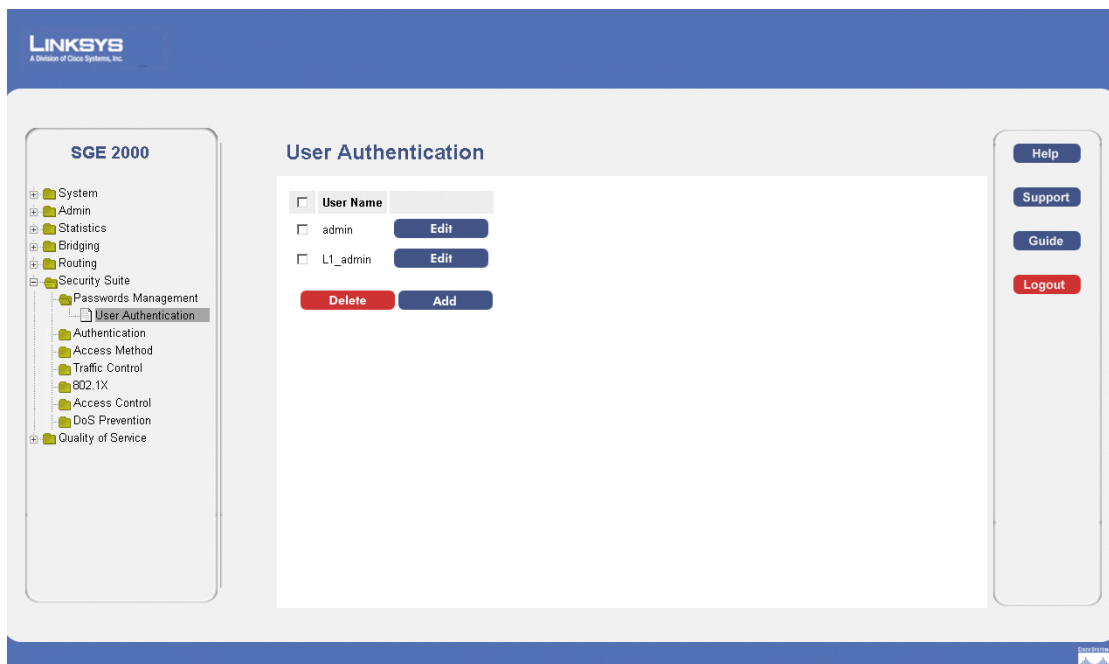 LINKSYS
A Division of Cisco Systems, Inc.
SGE 2000
System
Admin
Statistics
Bridging
Routing
Security Suite
Passwords Management
User Authentication
Authentication
Access Method
Traffic Control
802.1X
Access Control
DoS Prevention
Quality of Service
User Authentication
User Name
admin
Edit
L1_admin
Edit
Delete
Add
Help
Support
Guide
Logout
CISCO SYSTEMS